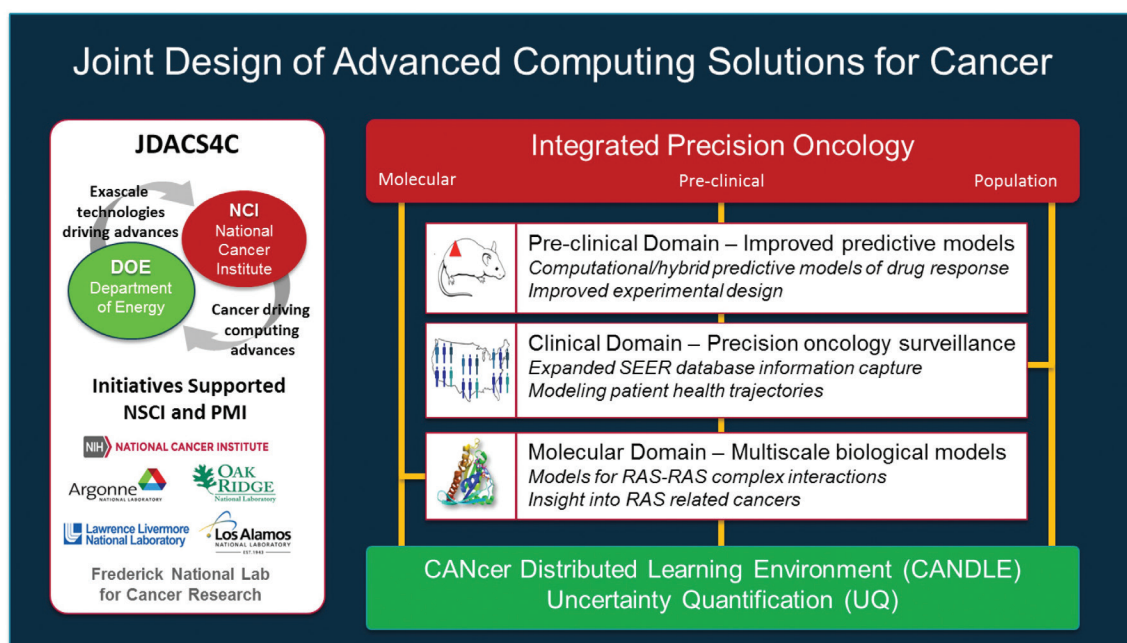 Joint Design of Advanced Computing Solutions for Cancer
JDACS4C
Exascale
technologies
driving advances
NCI
National
Cancer
Institute
DOE
Department
of Energy
Cancer driving
computing
advances
Initiatives Supported
NSCI and PMI
NIH NATIONAL CANCER INSTITUTE
Argonne
NATIONAL LABORATORY
OAK
RIDGE
National Laboratory
Lawrence Livermore
National Laboratory
Los Alamos
NATIONAL LABORATORY
EST. 1943
Frederick National Lab
for Cancer Research
Integrated Precision Oncology
Molecular Pre-clinical Population
Pre-clinical Domain – Improved predictive models
Computational/hybrid predictive models of drug response
Improved experimental design
Clinical Domain – Precision oncology surveillance
Expanded SEER database information capture
Modeling patient health trajectories
Molecular Domain – Multiscale biological models
Models for RAS-RAS complex interactions
Insight into RAS related cancers
CANcer Distributed Learning Environment (CANDLE)
Uncertainty Quantification (UQ)